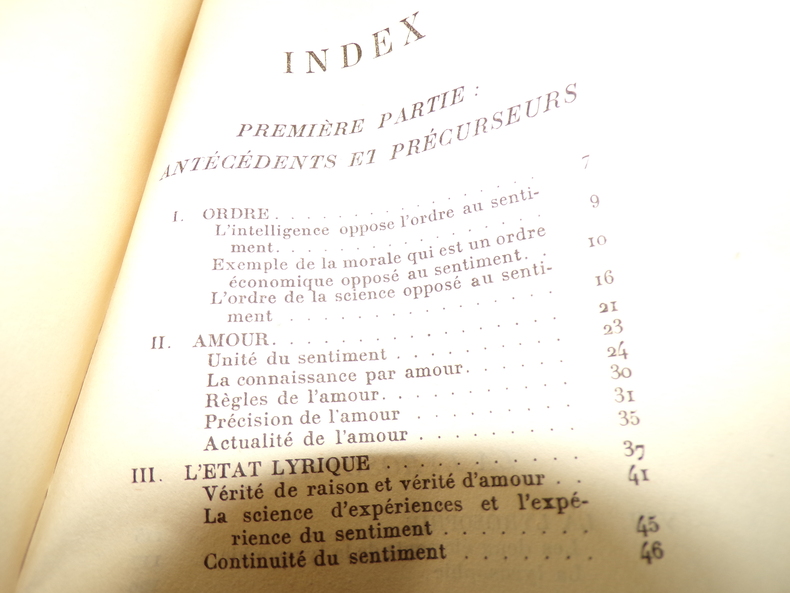 INDEX
PREMIÈRE PARTIE :
ANTÉCÉDENTS ET PRÉCURSEURS
I. ORDRE. . . . . . . . . . . . . . . 7
L'intelligence oppose l'ordre au senti-
ment. . . . . . . . . . . . . . . 9
Exemple de la morale qui est un ordre
économique opposé au sentiment. . 10
L'ordre de la science opposé au senti-
ment . . . . . . . . . . . . . . 16
II. AMOUR. . . . . . . . . . . . . . . 21
Unité du sentiment . . . . . . . . . 23
La connaissance par amour. . . . . . 24
Règles de l'amour. . . . . . . . . . 30
Précision de l'amour . . . . . . . . 31
Actualité de l'amour . . . . . . . . 35
III. L'ETAT LYRIQUE . . . . . . . . . . 37
Vérité de raison et vérité d'amour . . 41
La science d'expériences et l'expé-
rience du sentiment . . . . . . . 45
Continuité du sentiment . . . . . . . 46